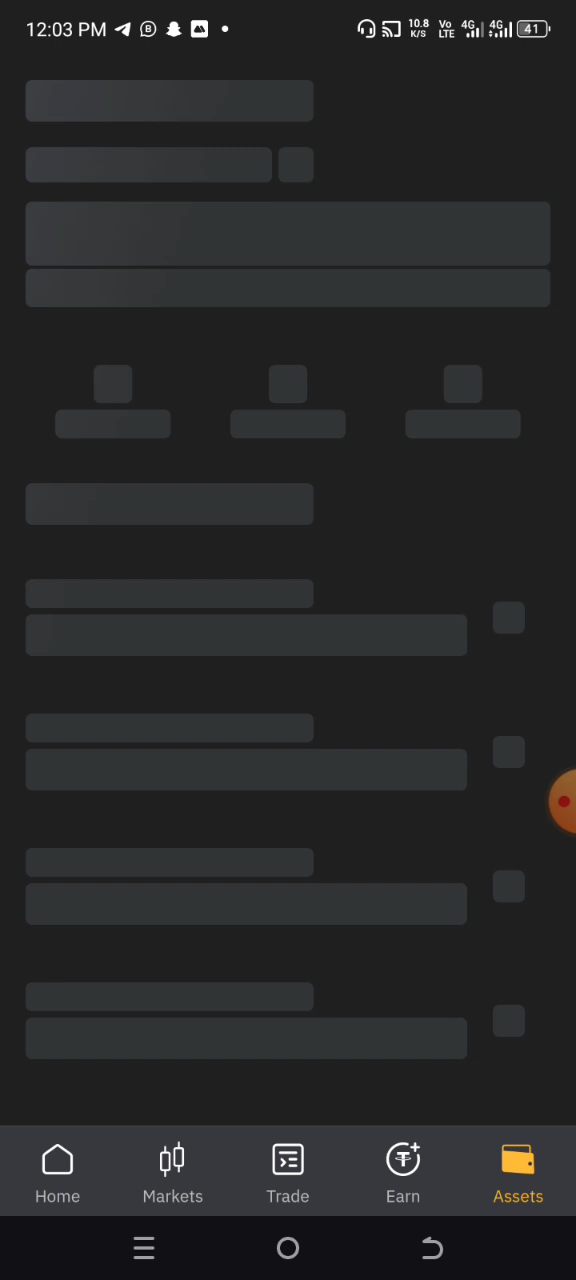 12:03 PM
10.8
K/S
Vo
LTE
4G
4G
41
Home
Markets
Trade
Earn
Assets